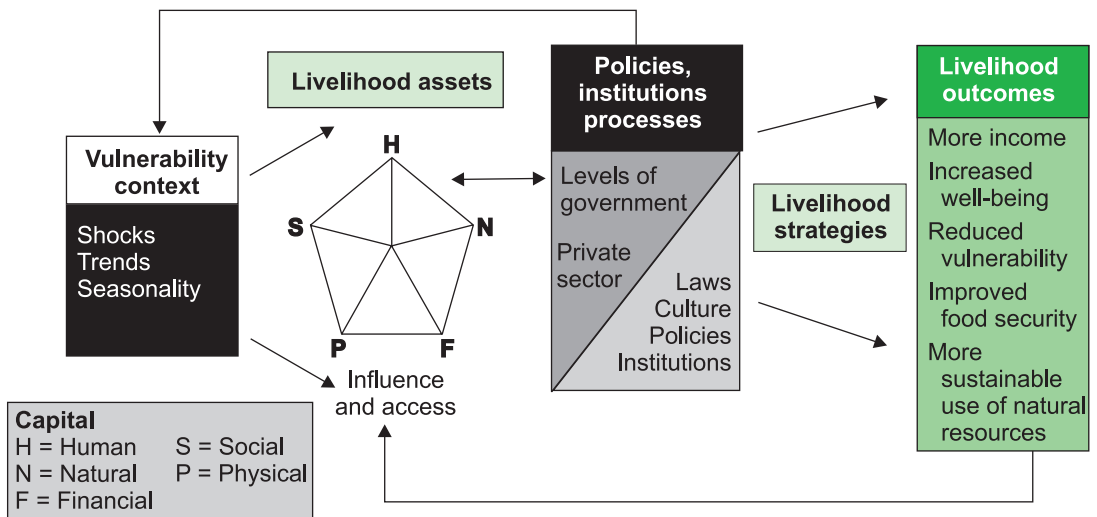 Livelihood assets
Policies,
institutions
processes
Livelihood
outcomes
Vulnerability
context
Shocks
Trends
Seasonality
H
S
N
P
F
Influence
and access
Levels of
government
Private
sector
Laws
Culture
Policies
Institutions
Livelihood
strategies
More income
Increased
well-being
Reduced
vulnerability
Improved
food security
More
sustainable
use of natural
resources
Capital
H = Human S = Social
N = Natural P = Physical
F = Financial